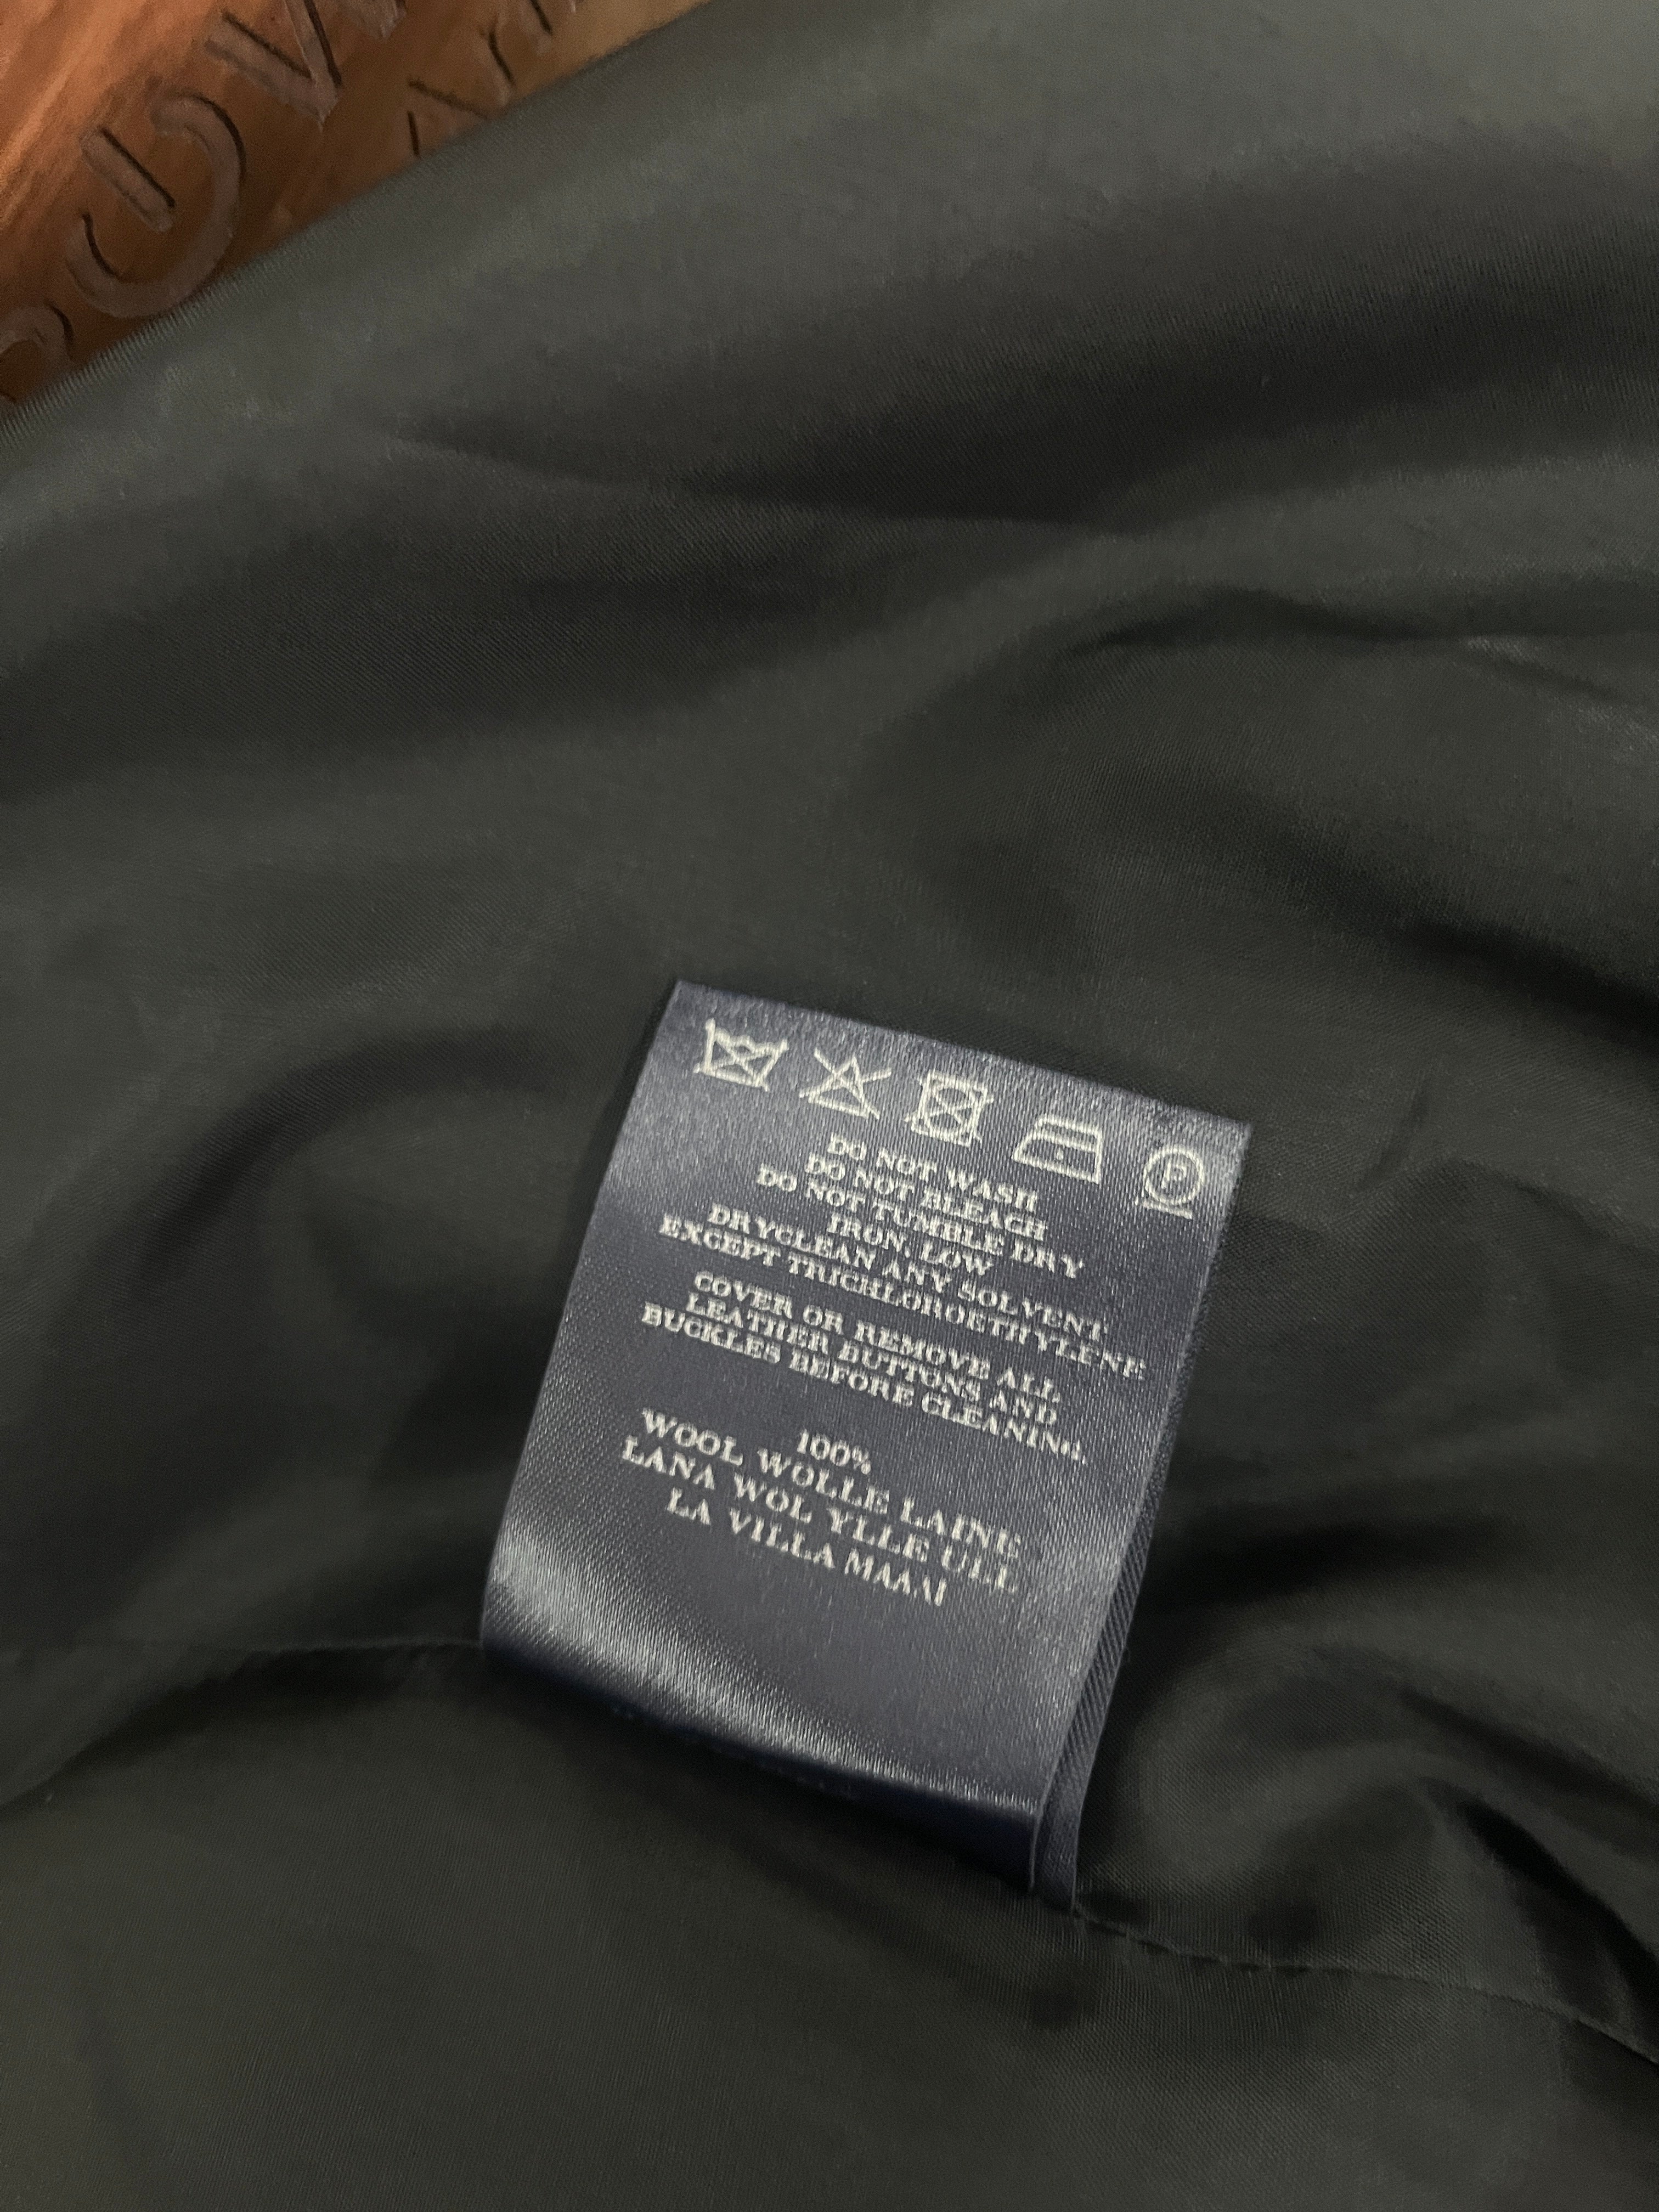 P
DO NOT WASH
DO NOT BLEACH
DO NOT TUMBLE DRY
IRON, LOW
DRYCLEAN ANY SOLVENT
EXCEPT TRICHLOROETHYLENE
COVER OR REMOVE ALL
LEATHER BUTTONS AND
BUCKLES BEFORE CLEANING.
100%
WOOL WOLLE LAINE
LANA WOL YLLE ULL
LA VILLA MAAAI